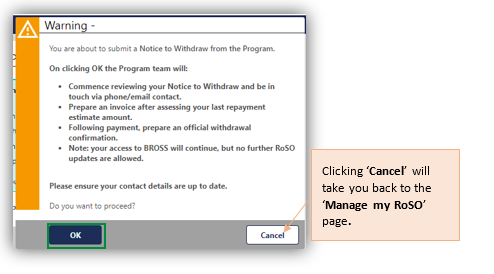 Warning -
You are about to submit a Notice to Withdraw from the Program.
On clicking OK the Program team will:
• Commence reviewing your Notice to Withdraw and be in
touch via phone/email contact.
• Prepare an invoice after assessing your last repayment
estimate amount.
• Following payment, prepare an official withdrawal
confirmation.
• Note: your access to BROSS will continue, but no further RoSO
updates are allowed.
Please ensure your contact details are up to date.
Do you want to proceed?
OK
Cancel
Clicking ‘Cancel’ will
take you back to the
‘Manage my RoSO’
page.